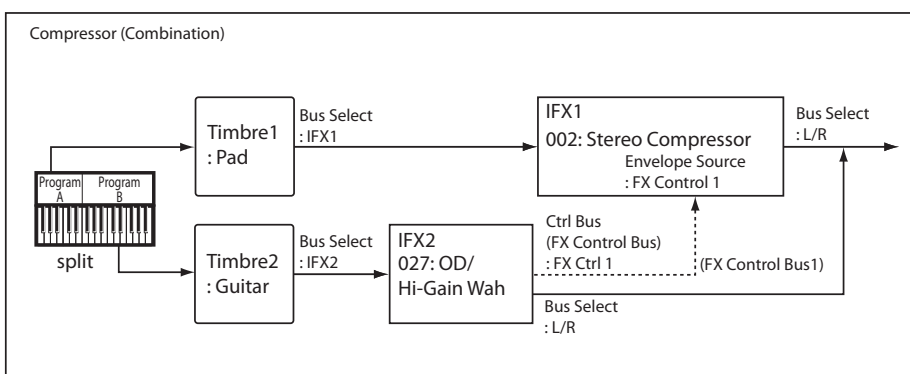 Compressor (Combination)
Program
A
Program
B
split
Timbre1
: Pad
Bus Select
: IFX1
IFX1
002: Stereo Compressor
Envelope Source
: FX Control 1
Bus Select
: L/R
Timbre2
: Guitar
Bus Select
: IFX2
IFX2
027: OD/
Hi-Gain Wah
Ctrl Bus
(FX Control Bus)
: FX Ctrl 1
(FX Control Bus1)
Bus Select
: L/R